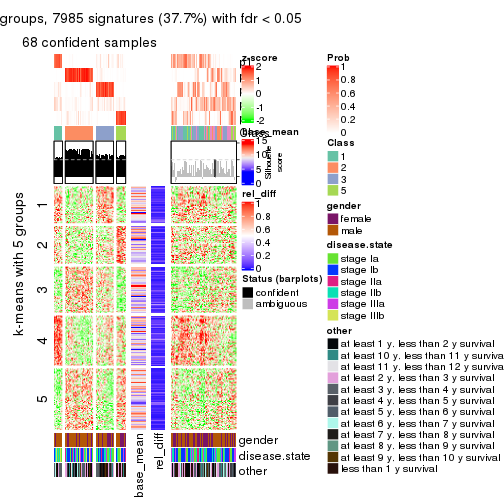 groups, 7985 signatures (37.7%) with fdr < 0.05
68 confident samples
k-means with 5 groups
1
2
3
4
5
base_mean
rel_diff
gender
disease.state
other
z-score
2
1
0
-1
-2
base_mean
15
10
5
0
Silhouette
score
rel_diff
1
0.8
0.6
0.4
0.2
0
Status (barplots)
confident
ambiguous
Prob
1
0.8
0.6
0.4
0.2
0
Class
1
2
3
5
gender
female
male
disease.state
stage Ia
stage Ib
stage IIa
stage IIb
stage IIIa
stage IIIb
other
at least 1 y. less than 2 y survival
at least 10 y. less than 11 y surviva
at least 11 y. less than 12 y surviva
at least 2 y. less than 3 y survival
at least 3 y. less than 4 y survival
at least 4 y. less than 5 y survival
at least 5 y. less than 6 y survival
at least 6 y. less than 7 y survival
at least 7 y. less than 8 y survival
at least 8 y. less than 9 y survival
at least 9 y. less than 10 y survival
less than 1 y survival